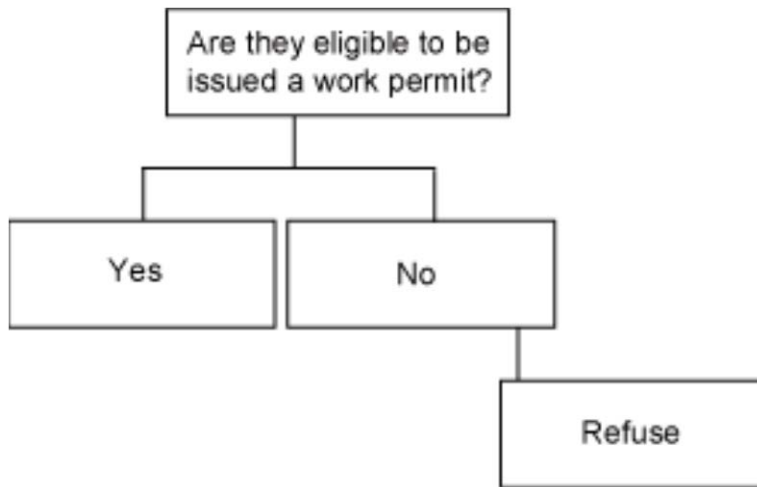 Are they eligible to be
issued a work permit?
Yes
No
Refuse